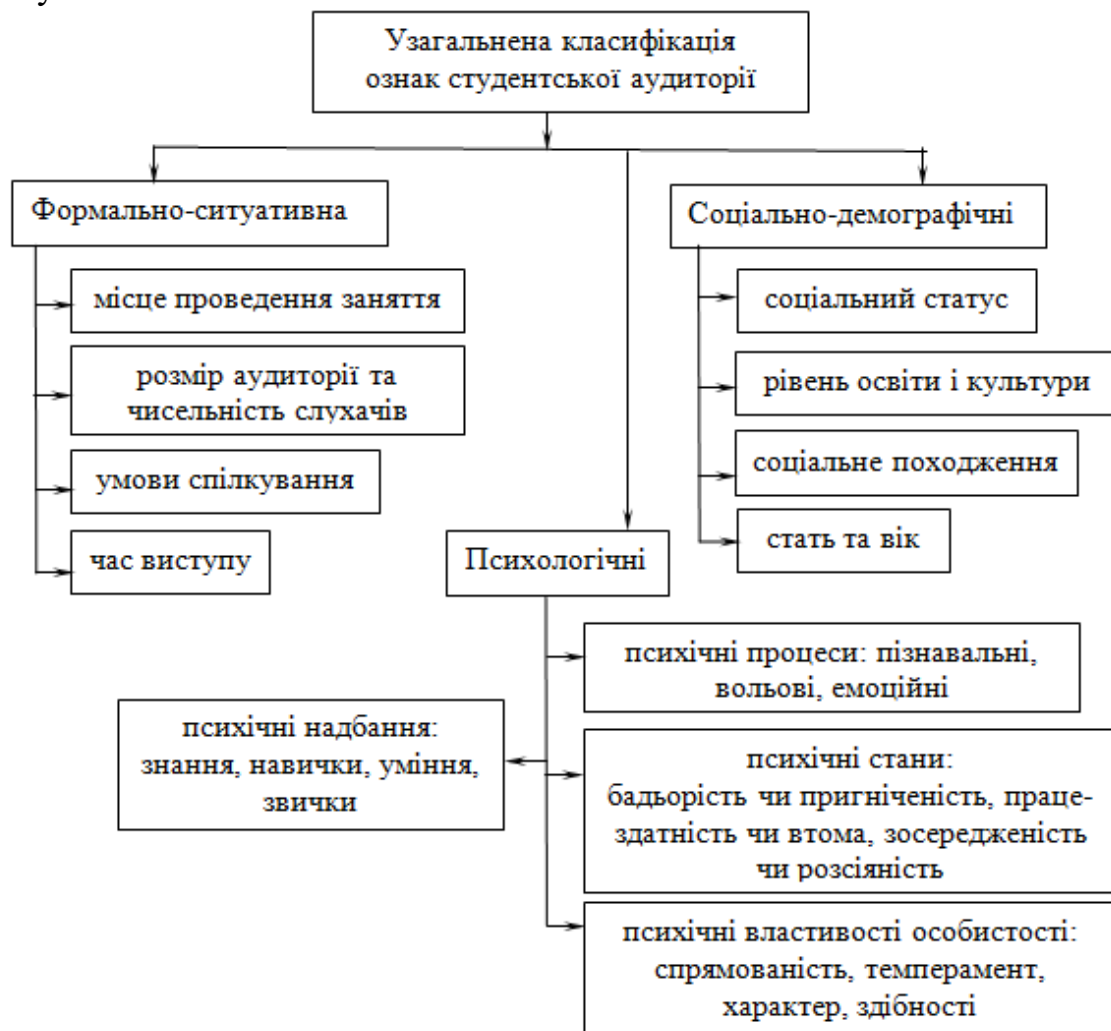 у
Узагальнена класифікація
ознак студентської аудиторії
Формально-ситуативна
місце проведення заняття
розмір аудиторії та
чисельність слухачів
умови спілкування
час виступу
Соціально-демографічні
соціальний статус
рівень освіти і культури
соціальне походження
стать та вік
Психологічні
психічні надбання:
знання, навички, уміння,
звички
психічні процеси: пізнавальні,
вольові, емоційні
психічні стани:
бадьорість чи пригніченість, праце-
здатність чи втома, зосередженість
чи розсіяність
психічні властивості особистості:
спрямованість, темперамент,
характер, здібності